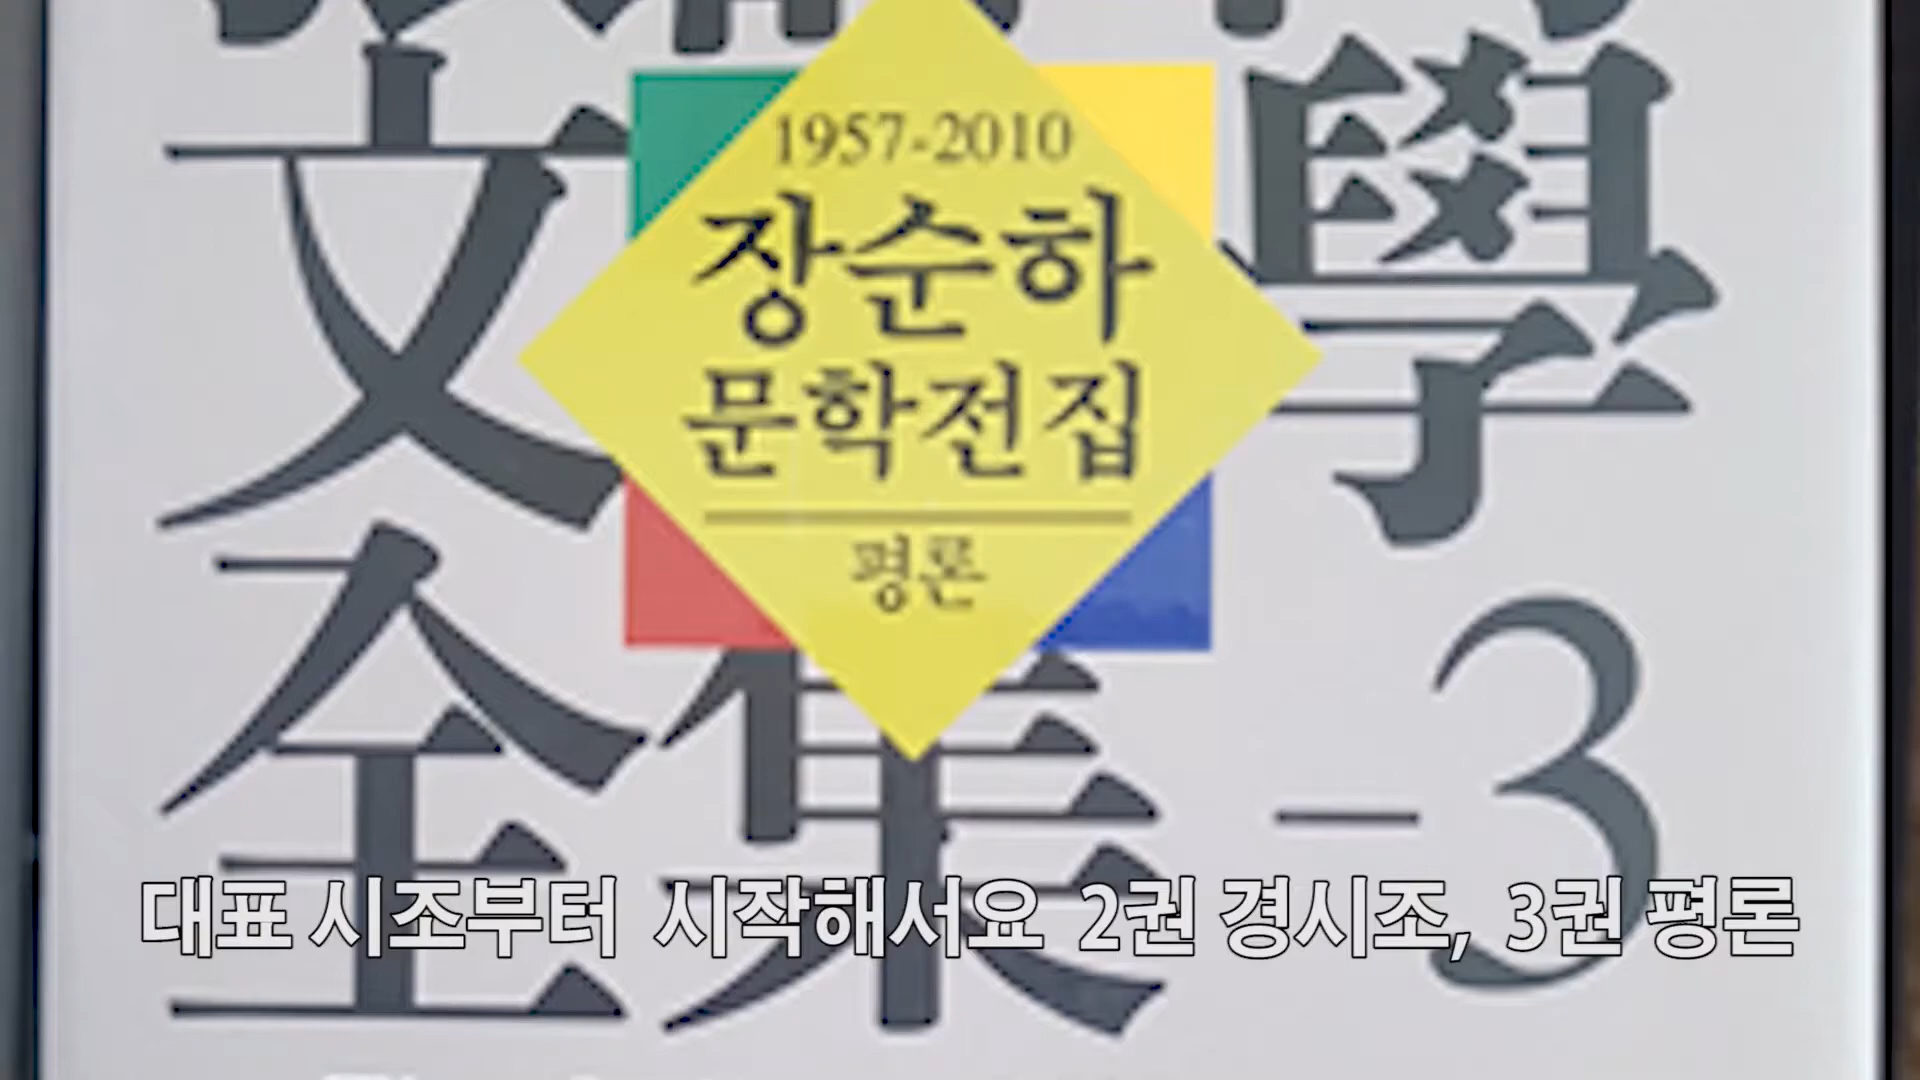 文學
1957-2010
장순하
문학전집
평론
全集-3
대표 시조부터 시작해서요 2권 경시조, 3권 평론